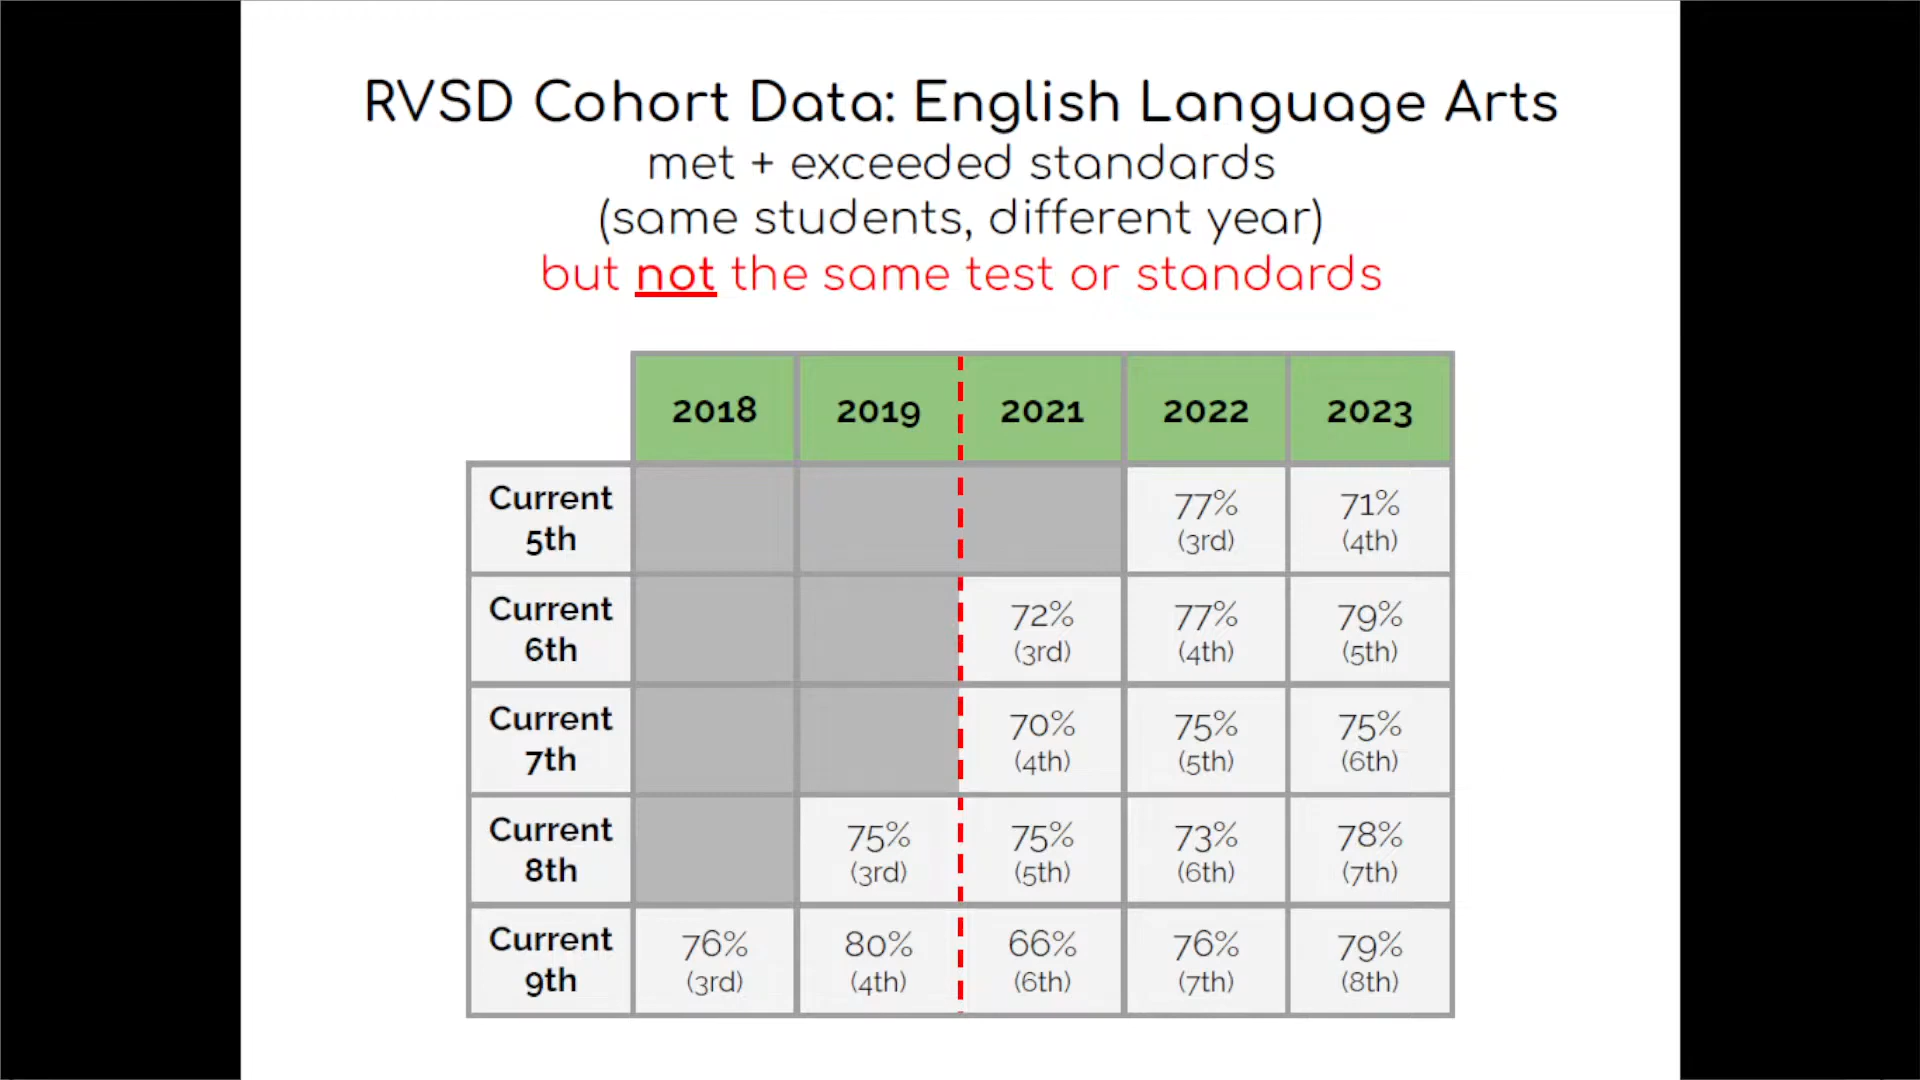 RVSD Cohort Data: English Language Arts
met + exceeded standards
(same students, different year)
but not the same test or standards
2018 2019 2021 2022 2023
Current 5th 77% (3rd) 71% (4th)
Current 6th 72% (3rd) 77% (4th) 79% (5th)
Current 7th 70% (4th) 75% (5th) 75% (6th)
Current 8th 75% (3rd) 75% (5th) 73% (6th) 78% (7th)
Current 9th 76% (3rd) 80% (4th) 66% (6th) 76% (7th) 79% (8th)